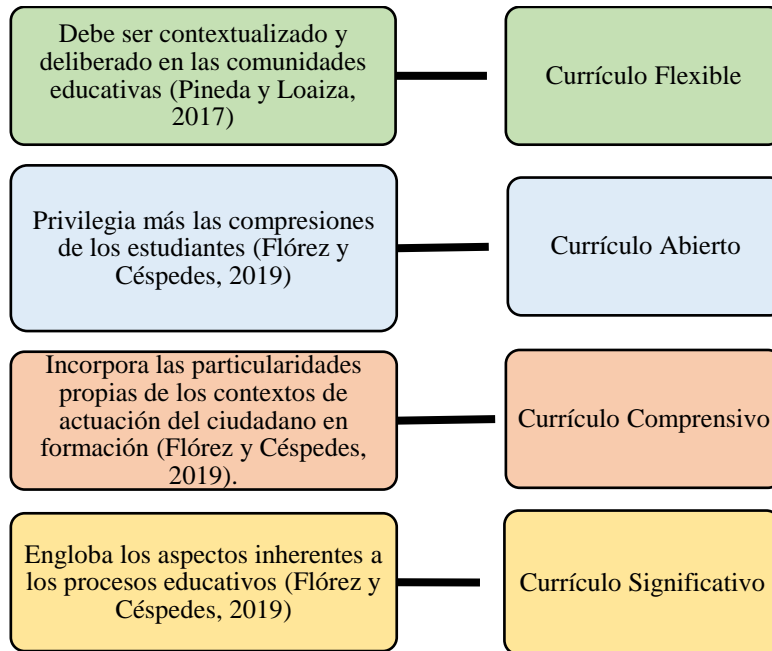 Debe ser contextualizado y
deliberado en las comunidades
educativas (Pineda y Loaiza,
2017)
Currículo Flexible
Privilegia más las compresiones
de los estudiantes (Flórez y
Céspedes, 2019)
Currículo Abierto
Incorpora las particularidades
propias de los contextos de
actuación del ciudadano en
formación (Flórez y Céspedes,
2019).
Currículo Comprensivo
Engloba los aspectos inherentes a
los procesos educativos (Flórez y
Céspedes, 2019)
Currículo Significativo